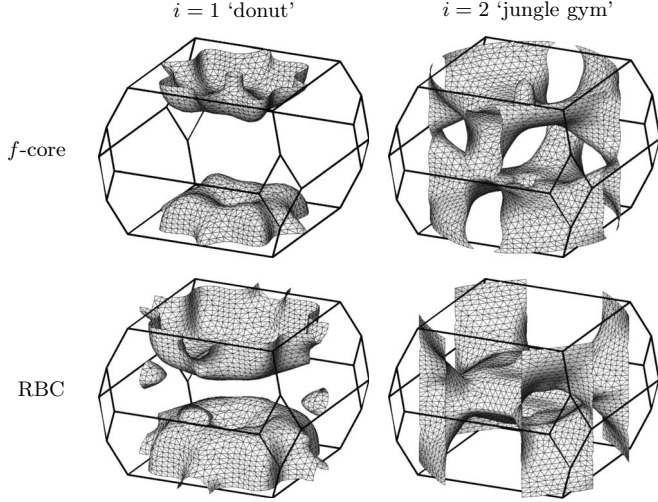 i = 1 ‘donut’
i = 2 ‘jungle gym’
f-core
RBC